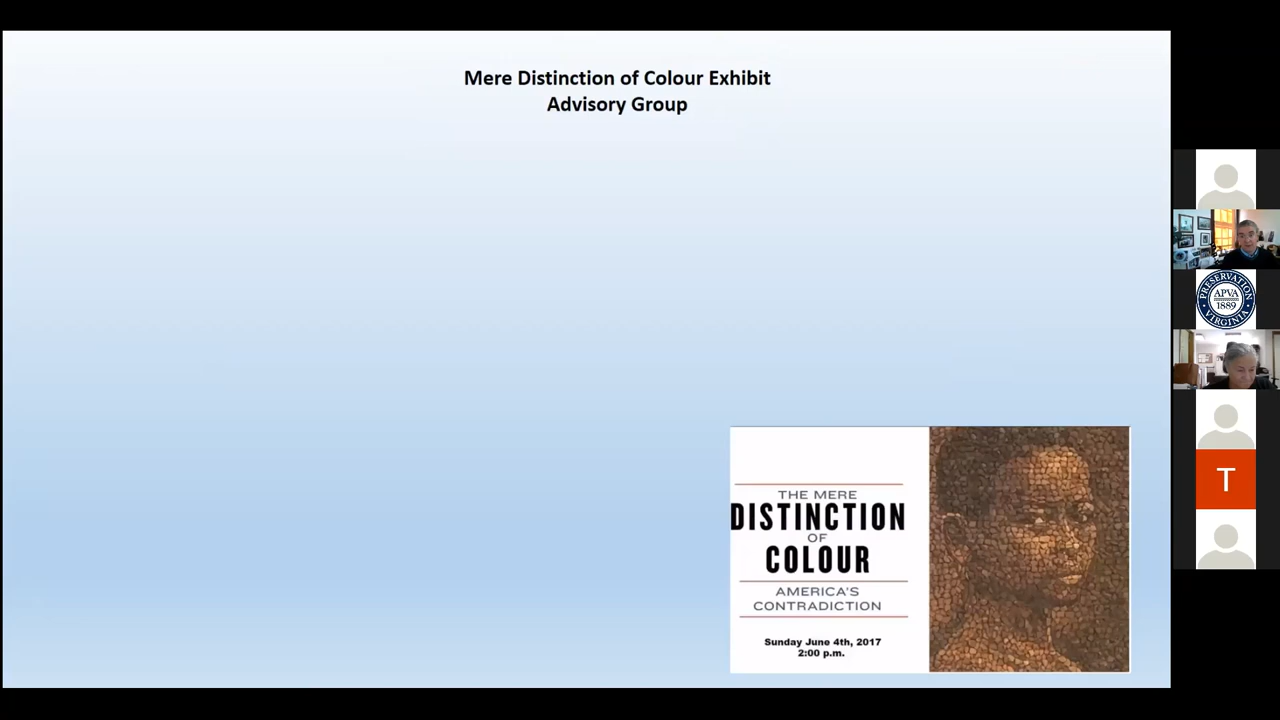 Mere Distinction of Colour Exhibit
Advisory Group
THE MERE
DISTINCTION
OF
COLOUR
AMERICA'S
CONTRADICTION
Sunday June 4th, 2017
2:00 p.m.
PRESERVATION
APVA
1889
VIRGINIA
T